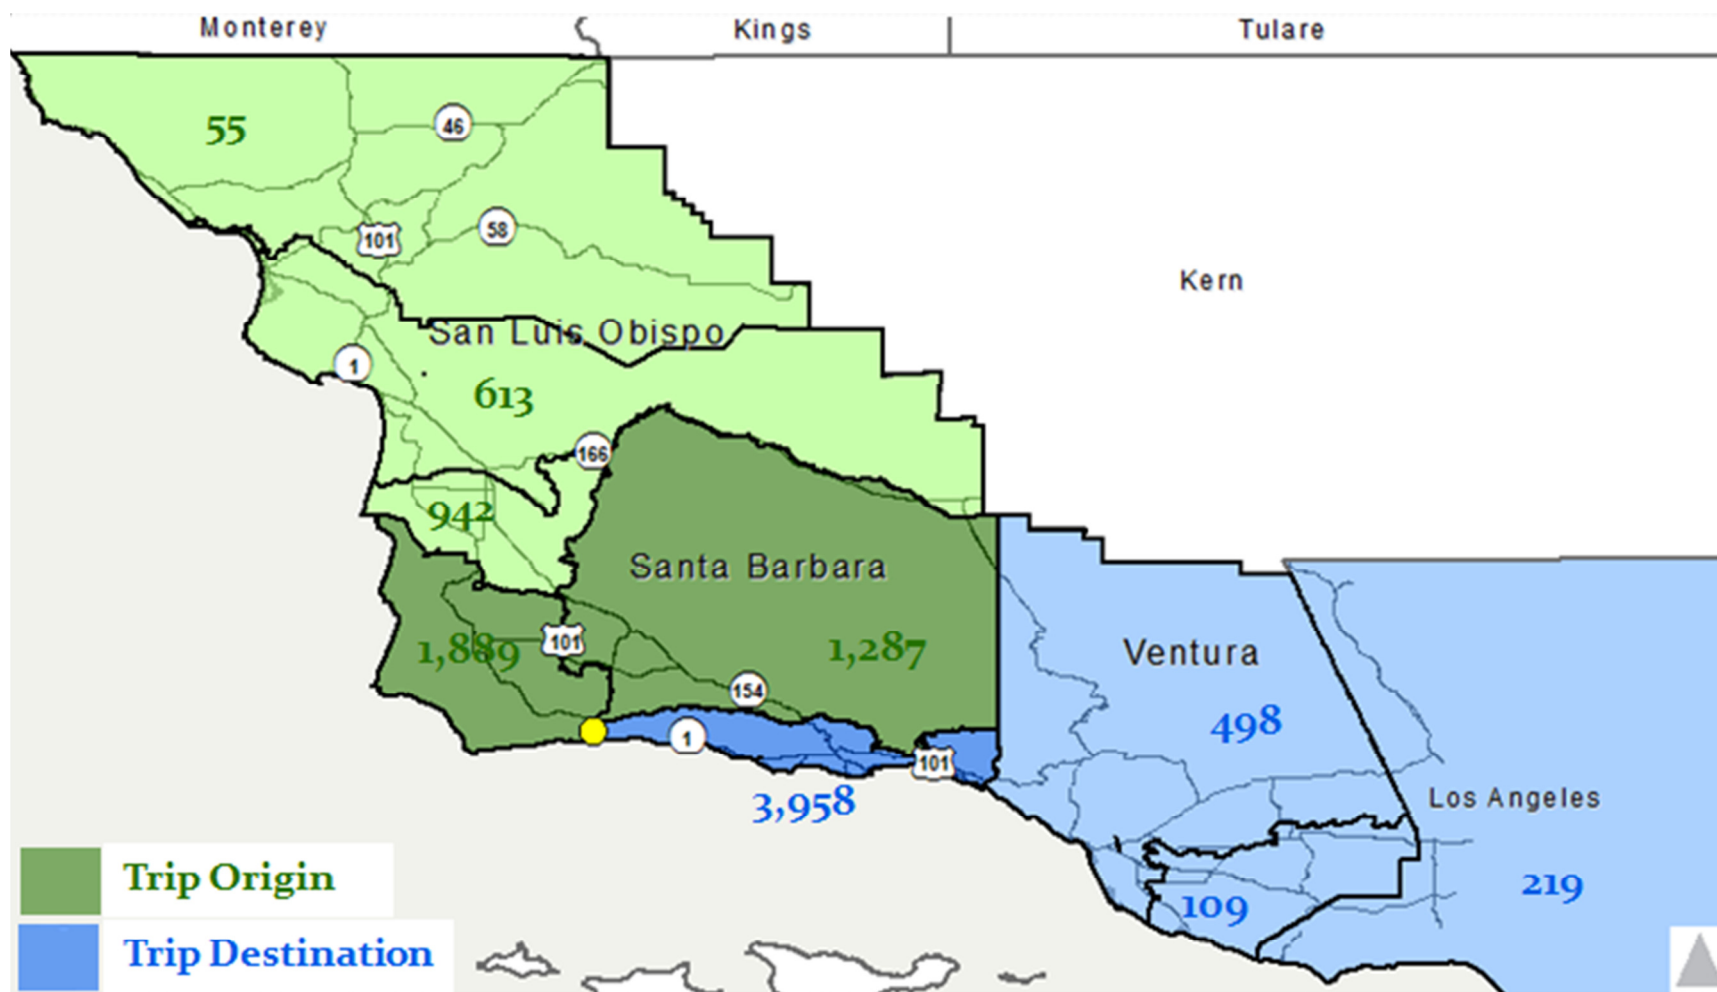 Monterey
Kings
Tulare
55
46
101
58
Kern
San Luis Obispo
1
613
166
942
Santa Barbara
1,889
101
1,287
Ventura
154
498
1
101
3,958
Los Angeles
Trip Origin
109
219
Trip Destination